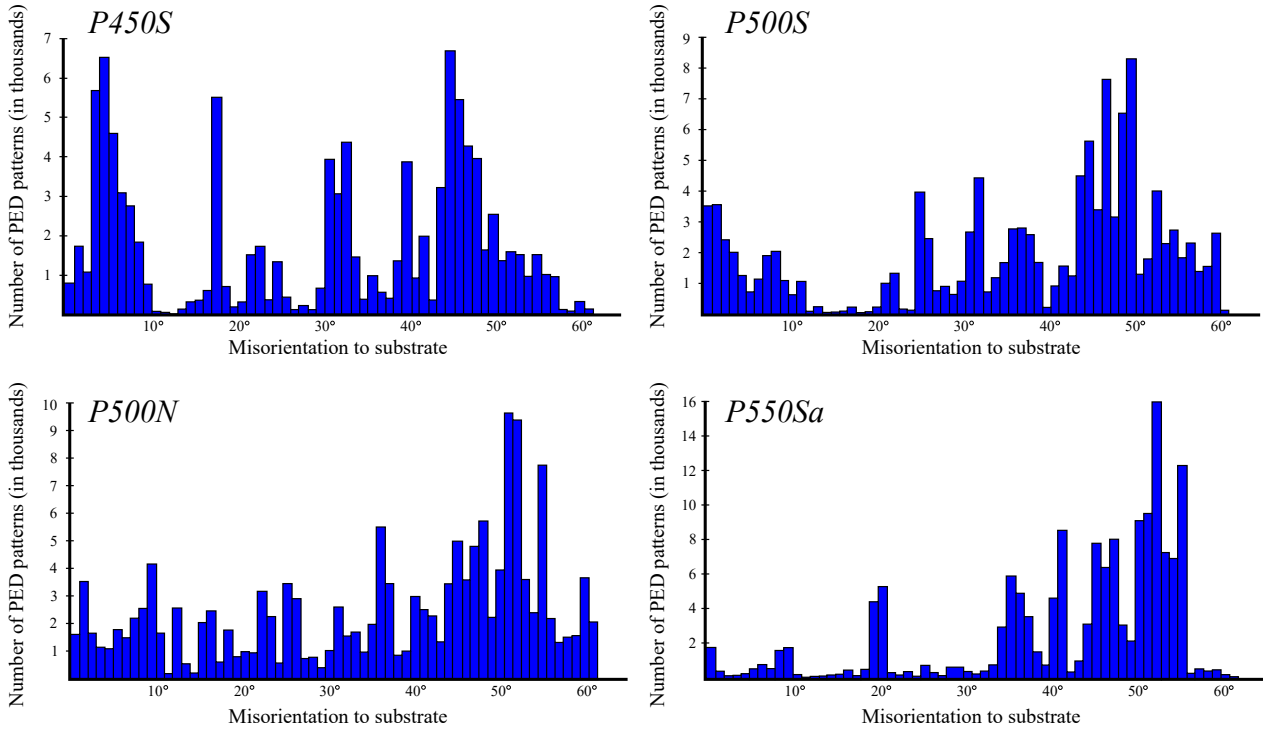 P450S
Number of PED patterns (in thousands)
7
6
5
4
3
2
1
10° 20° 30° 40° 50° 60°
Misorientation to substrate
P500S
Number of PED patterns (in thousands)
9
8
7
6
5
4
3
2
1
10° 20° 30° 40° 50° 60°
Misorientation to substrate
P500N
Number of PED patterns (in thousands)
10
9
8
7
6
5
4
3
2
1
10° 20° 30° 40° 50° 60°
Misorientation to substrate
P550Sa
Number of PED patterns (in thousands)
16
14
12
10
8
6
4
2
10° 20° 30° 40° 50° 60°
Misorientation to substrate